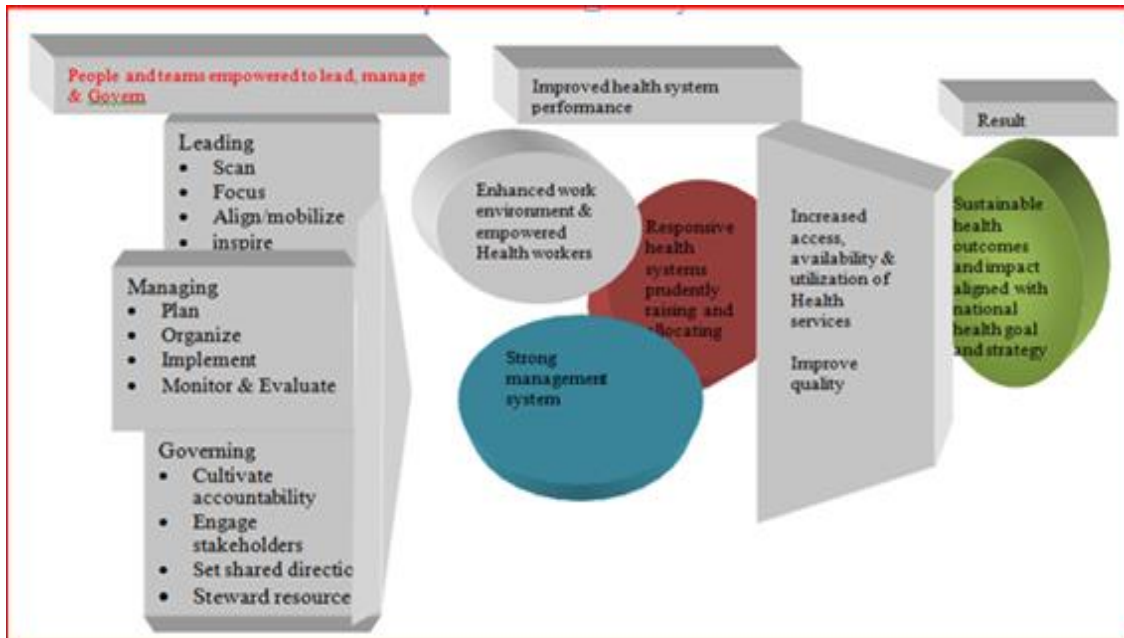 People and teams empowered to lead, manage
& Govern
Leading
• Scan
• Focus
• Align/mobilize
• inspire
Managing
• Plan
• Organize
• Implement
• Monitor & Evaluate
Governing
• Cultivate
accountability
• Engage
stakeholders
• Set shared directio
• Steward resource
Improved health system
performance
Enhanced work
environment &
empowered
Health workers
Responsive
health
systems
prudently
raising and
allocating
Strong
management
system
Increased
access,
availability &
utilization of
Health
services
Improve
quality
Result
Sustainable
health
outcomes
and impact
aligned with
national
health goal
and strategy